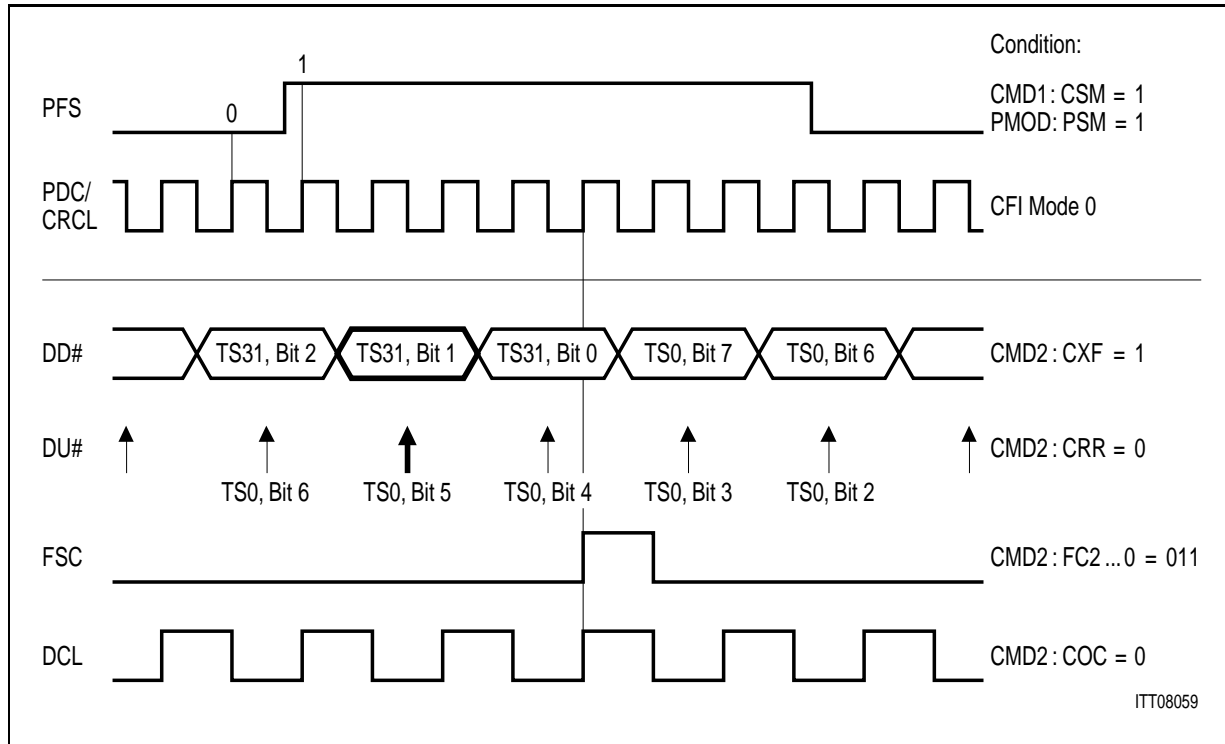 Condition:
1
CMD1: CSM = 1
PFS
0
PMOD: PSM = 1
PDC/
CRCL
CFI Mode 0
DD#
TS31, Bit 2
TS31, Bit 1
TS31, Bit 0
TS0, Bit 7
TS0, Bit 6
CMD2: CXF = 1
DU#
CMD2: CRR = 0
TS0, Bit 6
TS0, Bit 5
TS0, Bit 4
TS0, Bit 3
TS0, Bit 2
FSC
CMD2: FC2...0 = 011
DCL
CMD2: COC = 0
ITT08059